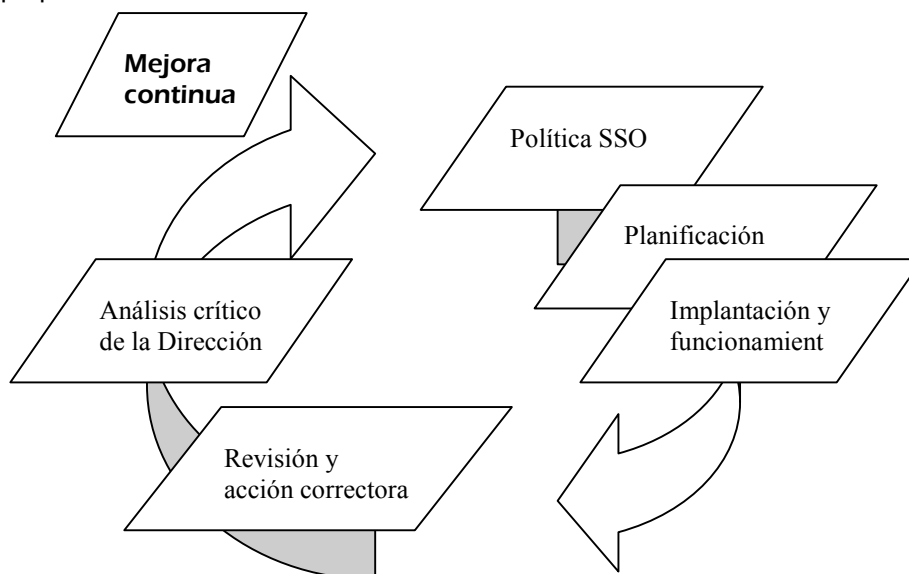 Mejora
continua
Política SSO
Planificación
Implantación y
funcionamient
Análisis crítico
de la Dirección
Revisión y
acción correctora